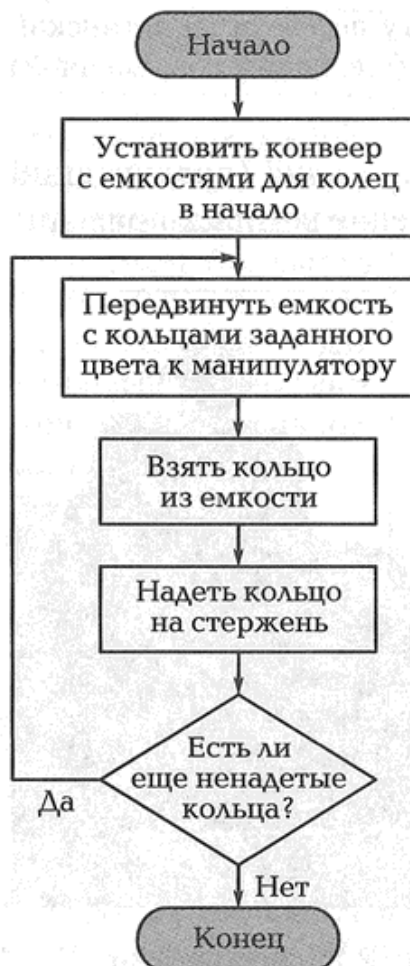 Начало
Установить конвеер
с емкостями для колец
в начало
Передвинуть емкость
с кольцами заданного
цвета к манипулятору
Взять кольцо
из емкости
Надеть кольцо
на стержень
Есть ли
еще ненадетые
кольца?
Да
Нет
Конец